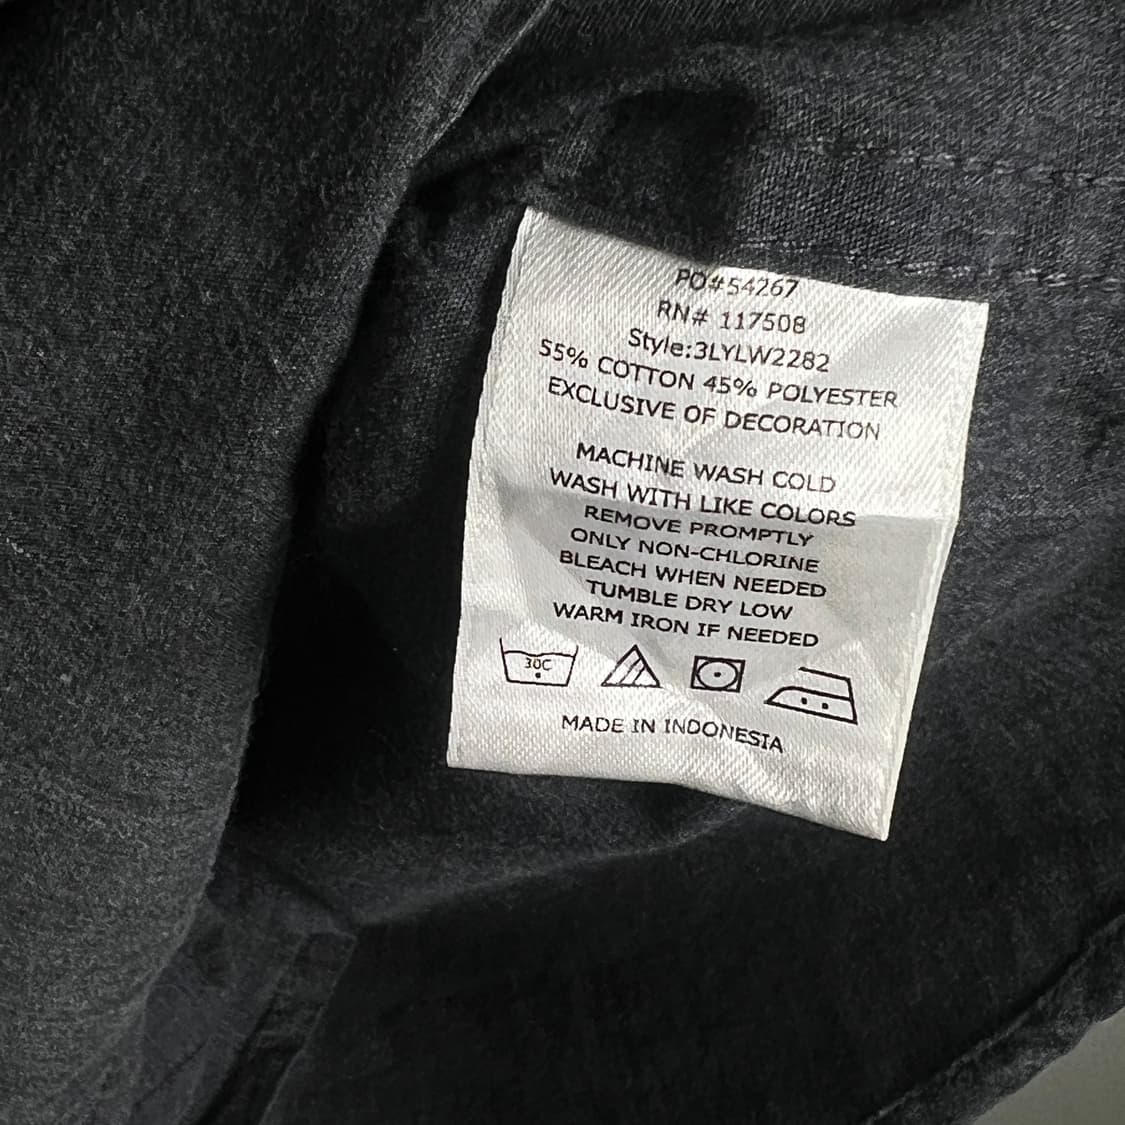 PO#54267
RN# 117508
Style:3LYLW2282
55% COTTON 45% POLYESTER
EXCLUSIVE OF DECORATION
MACHINE WASH COLD
WASH WITH LIKE COLORS
REMOVE PROMPTLY
ONLY NON-CHLORINE
BLEACH WHEN NEEDED
TUMBLE DRY LOW
WARM IRON IF NEEDED
30C
MADE IN INDONESIA